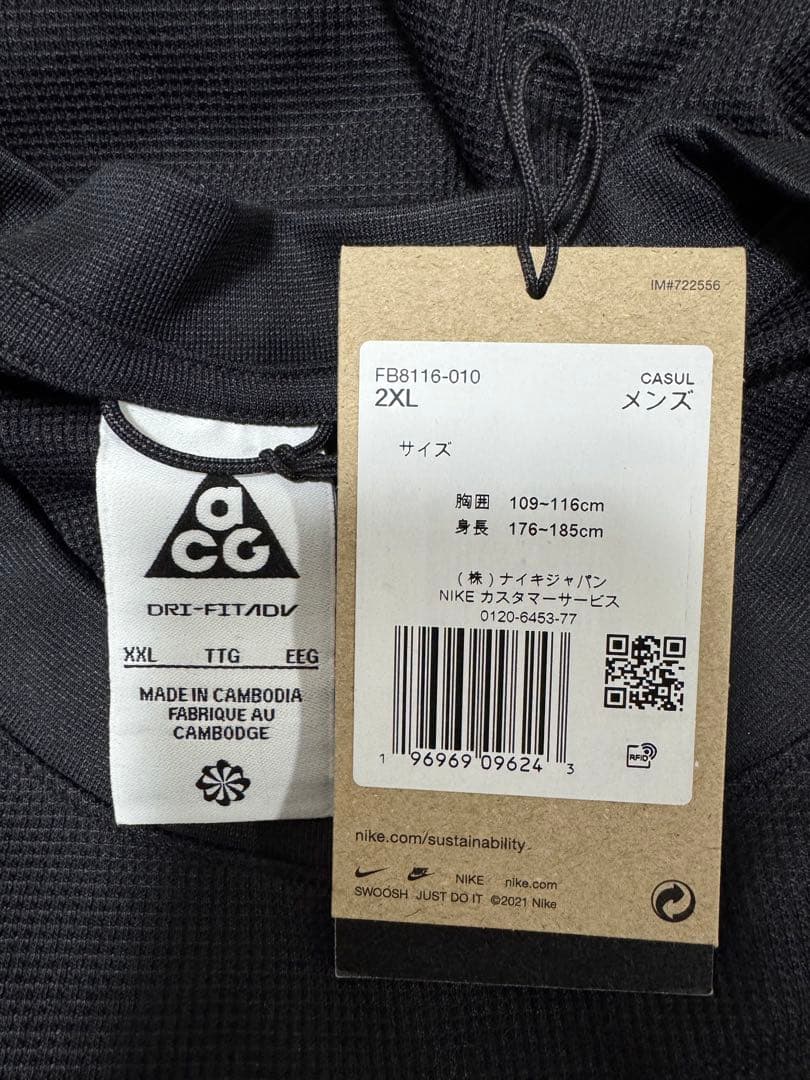 IM#722556
FB8116-010
CASUL
2XL
メンズ
サイズ
胸囲 109~116cm
身長 176~185cm
(株)ナイキジャパン
NIKE カスタマーサービス
0120-6453-77
1 96969 09624 3
RFID
nike.com/sustainability
NIKE nike.com
SWOOSH JUST DO IT ©2021 Nike
aCG
DRI-FIT ADV
XXL TTG EEG
MADE IN CAMBODIA
FABRIQUE AU
CAMBODGE